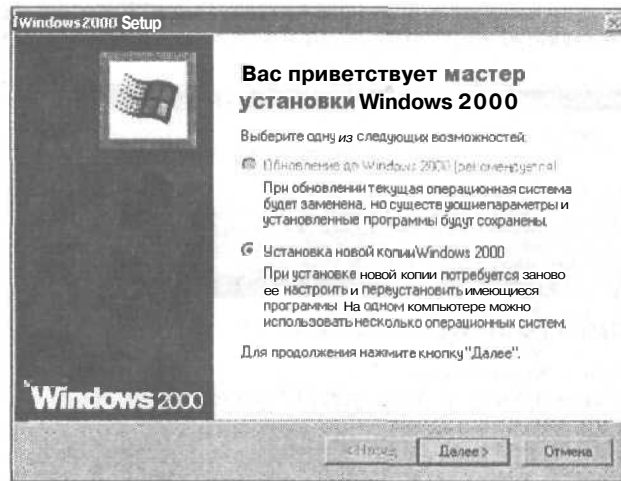 Windows 2000 Setup
Вас приветствует мастер
установки Windows 2000
Выберите одну из следующих возможностей:
Обновление до Windows 2000 (рекомендуется)
При обновлении текущая операционная система
будет заменена, но существующие параметры и
установленные программы будут сохранены.
Установка новой копии Windows 2000
При установке новой копии потребуется заново
ее настроить и переустановить имеющиеся
программы. На одном компьютере можно
использовать несколько операционных систем.
Для продолжения нажмите кнопку "Далее".
Windows 2000
< Назад
Далее >
Отмена